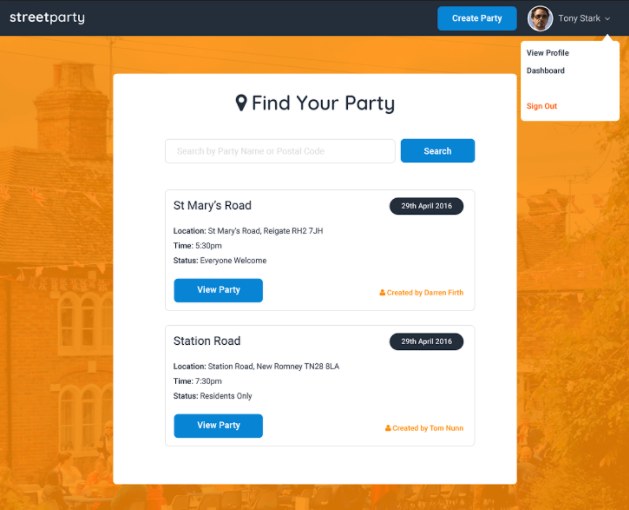 streetparty
Create Party
Tony Stark
View Profile
Dashboard
Sign Out
Find Your Party
Search by Party Name or Postal Code
Search
St Mary's Road
29th April 2016
Location: St Mary's Road, Reigate RH2 7JH
Time: 5:30pm
Status: Everyone Welcome
View Party
Created by Darren Firth
Station Road
29th April 2016
Location: Station Road, New Romney TN28 8LA
Time: 7:30pm
Status: Residents Only
View Party
Created by Tom Nunn